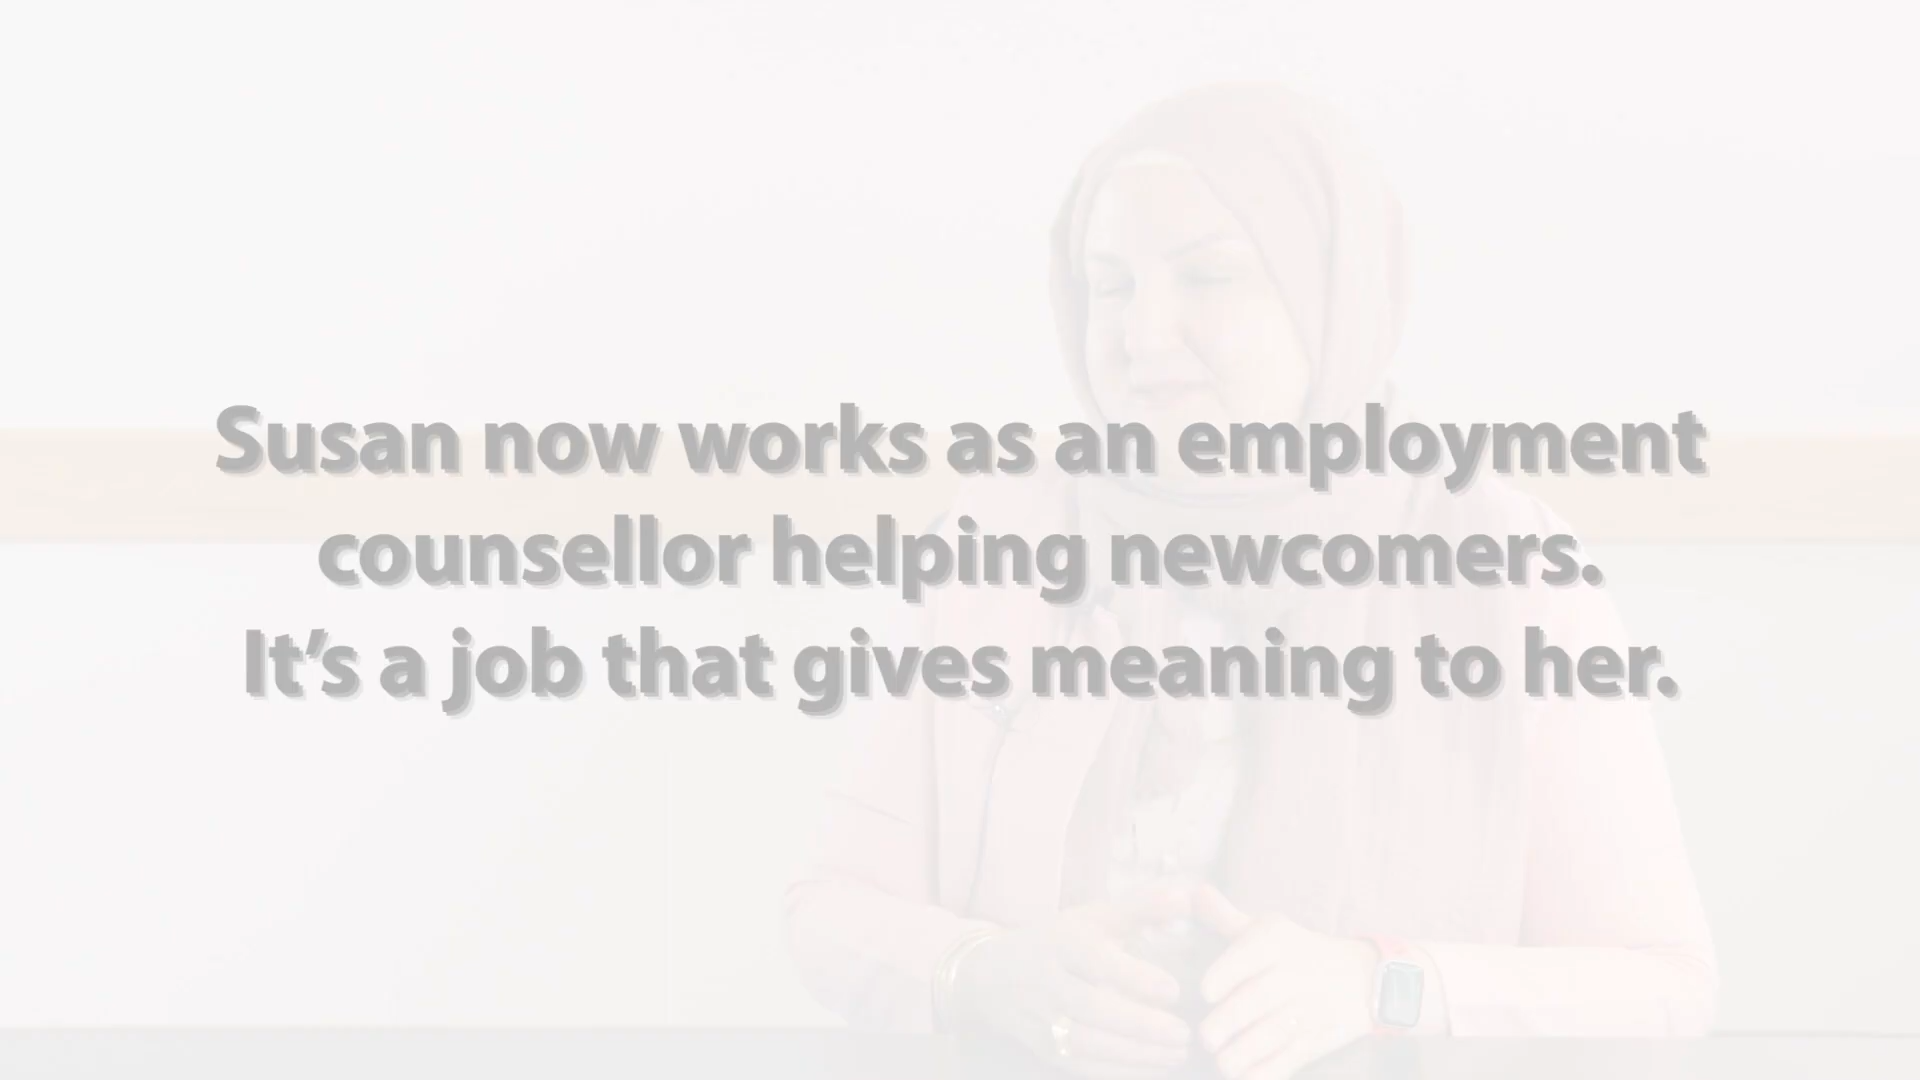 Susan now works as an employment
counsellor helping newcomers.
It’s a job that gives meaning to her.